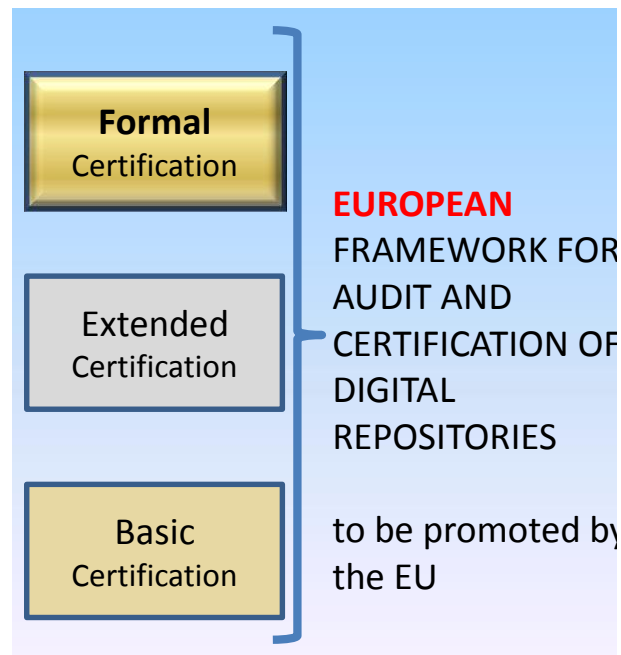 Formal
Certification
Extended
Certification
Basic
Certification
EUROPEAN
FRAMEWORK FOR
AUDIT AND
CERTIFICATION OF
DIGITAL
REPOSITORIES
to be promoted by
the EU